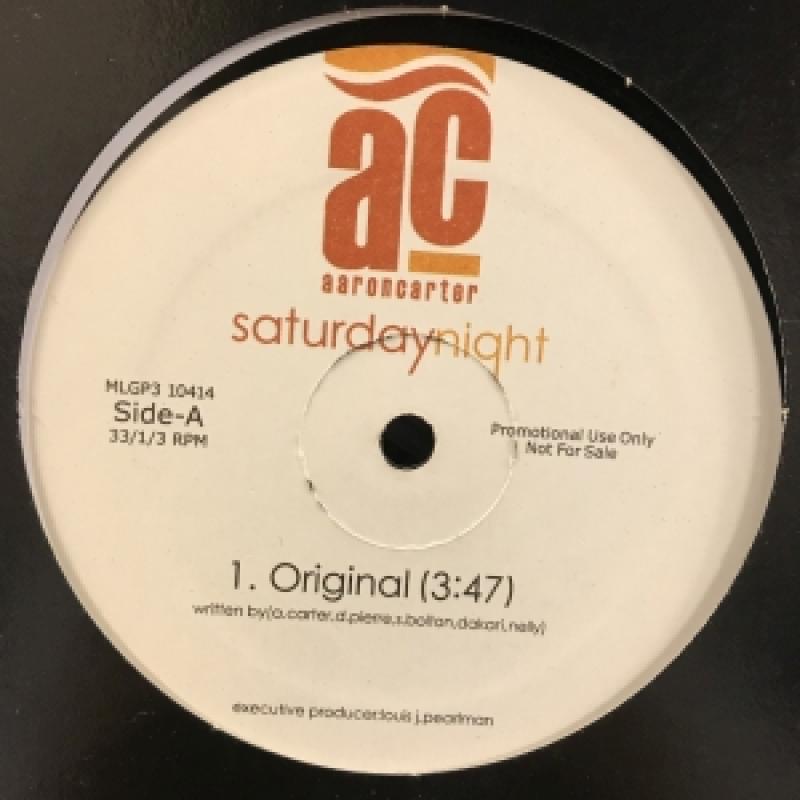 ac
aaroncarter
saturdaynight
MLGP3 10414
Side-A
33/1/3 RPM
Promotional Use Only
Not For Sale
1. Original (3:47)
written by(a.carter,d.pierre,s.bolton,dakari,nelly)
executive producer:louis j.pearlman